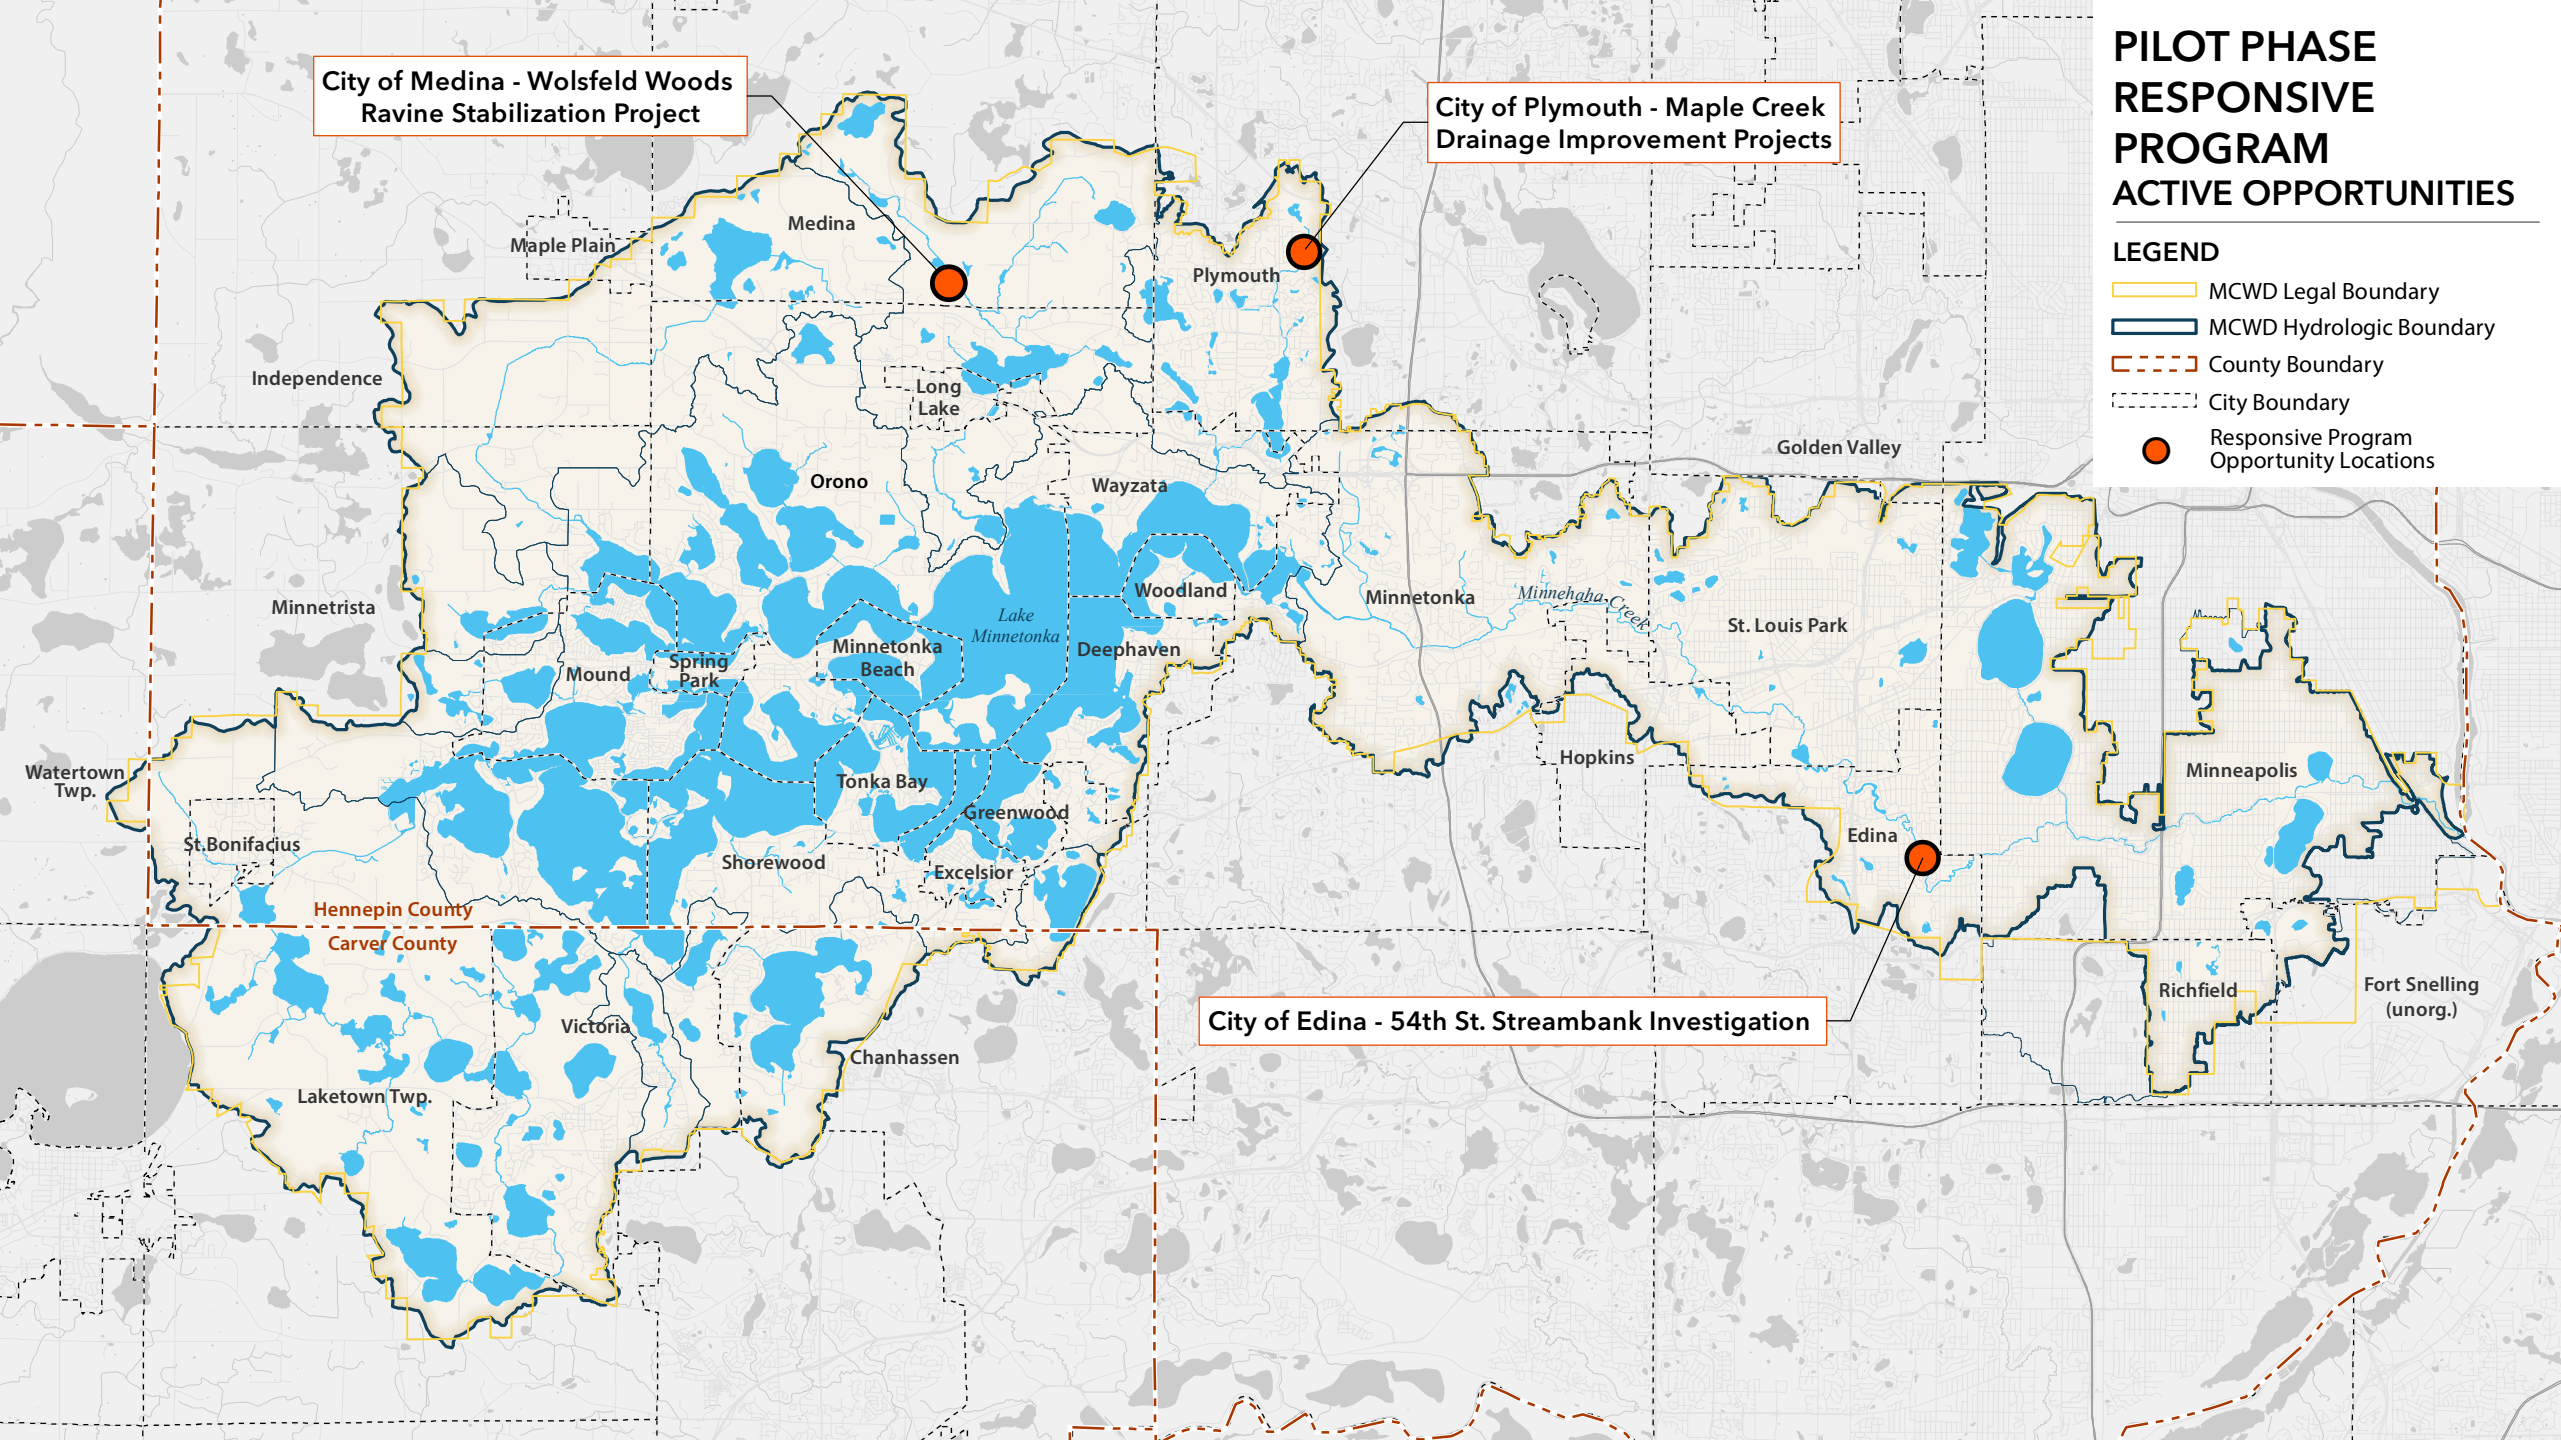 PILOT PHASE
RESPONSIVE
PROGRAM
ACTIVE OPPORTUNITIES
LEGEND
MCWD Legal Boundary
MCWD Hydrologic Boundary
County Boundary
City Boundary
Responsive Program
Opportunity Locations
City of Medina - Wolsfeld Woods
Ravine Stabilization Project
City of Plymouth - Maple Creek
Drainage Improvement Projects
Medina
Maple Plain
Plymouth
Independence
Long
Lake
Golden Valley
Orono
Wayzata
Woodland
Minnetonka
Minnehaha Creek
Minnetrista
Lake
Minnetonka
St. Louis Park
Minnetonka
Beach
Deephaven
Mound
Spring
Park
Hopkins
Watertown
Twp.
Tonka Bay
Minneapolis
Greenwood
Edina
St.Bonifacius
Shorewood
Excelsior
Hennepin County
Carver County
Victoria
Richfield
Fort Snelling
(unorg.)
City of Edina - 54th St. Streambank Investigation
Chanhassen
Laketown Twp.